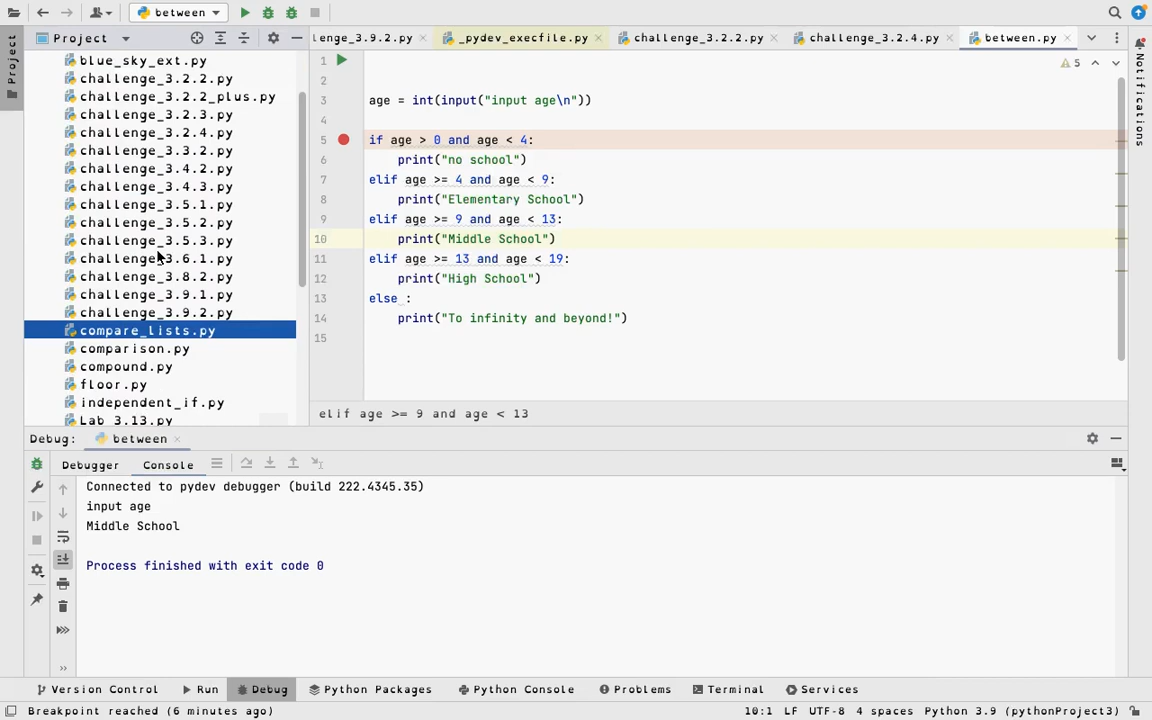 between
Project
lenge_3.9.2.py
_pydev_execfile.py
challenge_3.2.2.py
challenge_3.2.4.py
between.py
Project
Notifications
blue_sky_ext.py
challenge_3.2.2.py
challenge_3.2.2_plus.py
challenge_3.2.3.py
challenge_3.2.4.py
challenge_3.3.2.py
challenge_3.4.2.py
challenge_3.4.3.py
challenge_3.5.1.py
challenge_3.5.2.py
challenge_3.5.3.py
challenge_3.6.1.py
challenge_3.8.2.py
challenge_3.9.1.py
challenge_3.9.2.py
compare_lists.py
comparison.py
compound.py
floor.py
independent_if.py
Lab 3.13.py
5
1
2
3 age = int(input("input age\n"))
4
5 if age > 0 and age < 4:
6 print("no school")
7 elif age >= 4 and age < 9:
8 print("Elementary School")
9 elif age >= 9 and age < 13:
10 print("Middle School")
11 elif age >= 13 and age < 19:
12 print("High School")
13 else :
14 print("To infinity and beyond!")
15
elif age >= 9 and age < 13
Debug: between
Debugger Console
Connected to pydev debugger (build 222.4345.35)
input age
Middle School
Process finished with exit code 0
Version Control Run Debug Python Packages Python Console Problems Terminal Services
Breakpoint reached (6 minutes ago) 10:1 LF UTF-8 4 spaces Python 3.9 (pythonProject3)